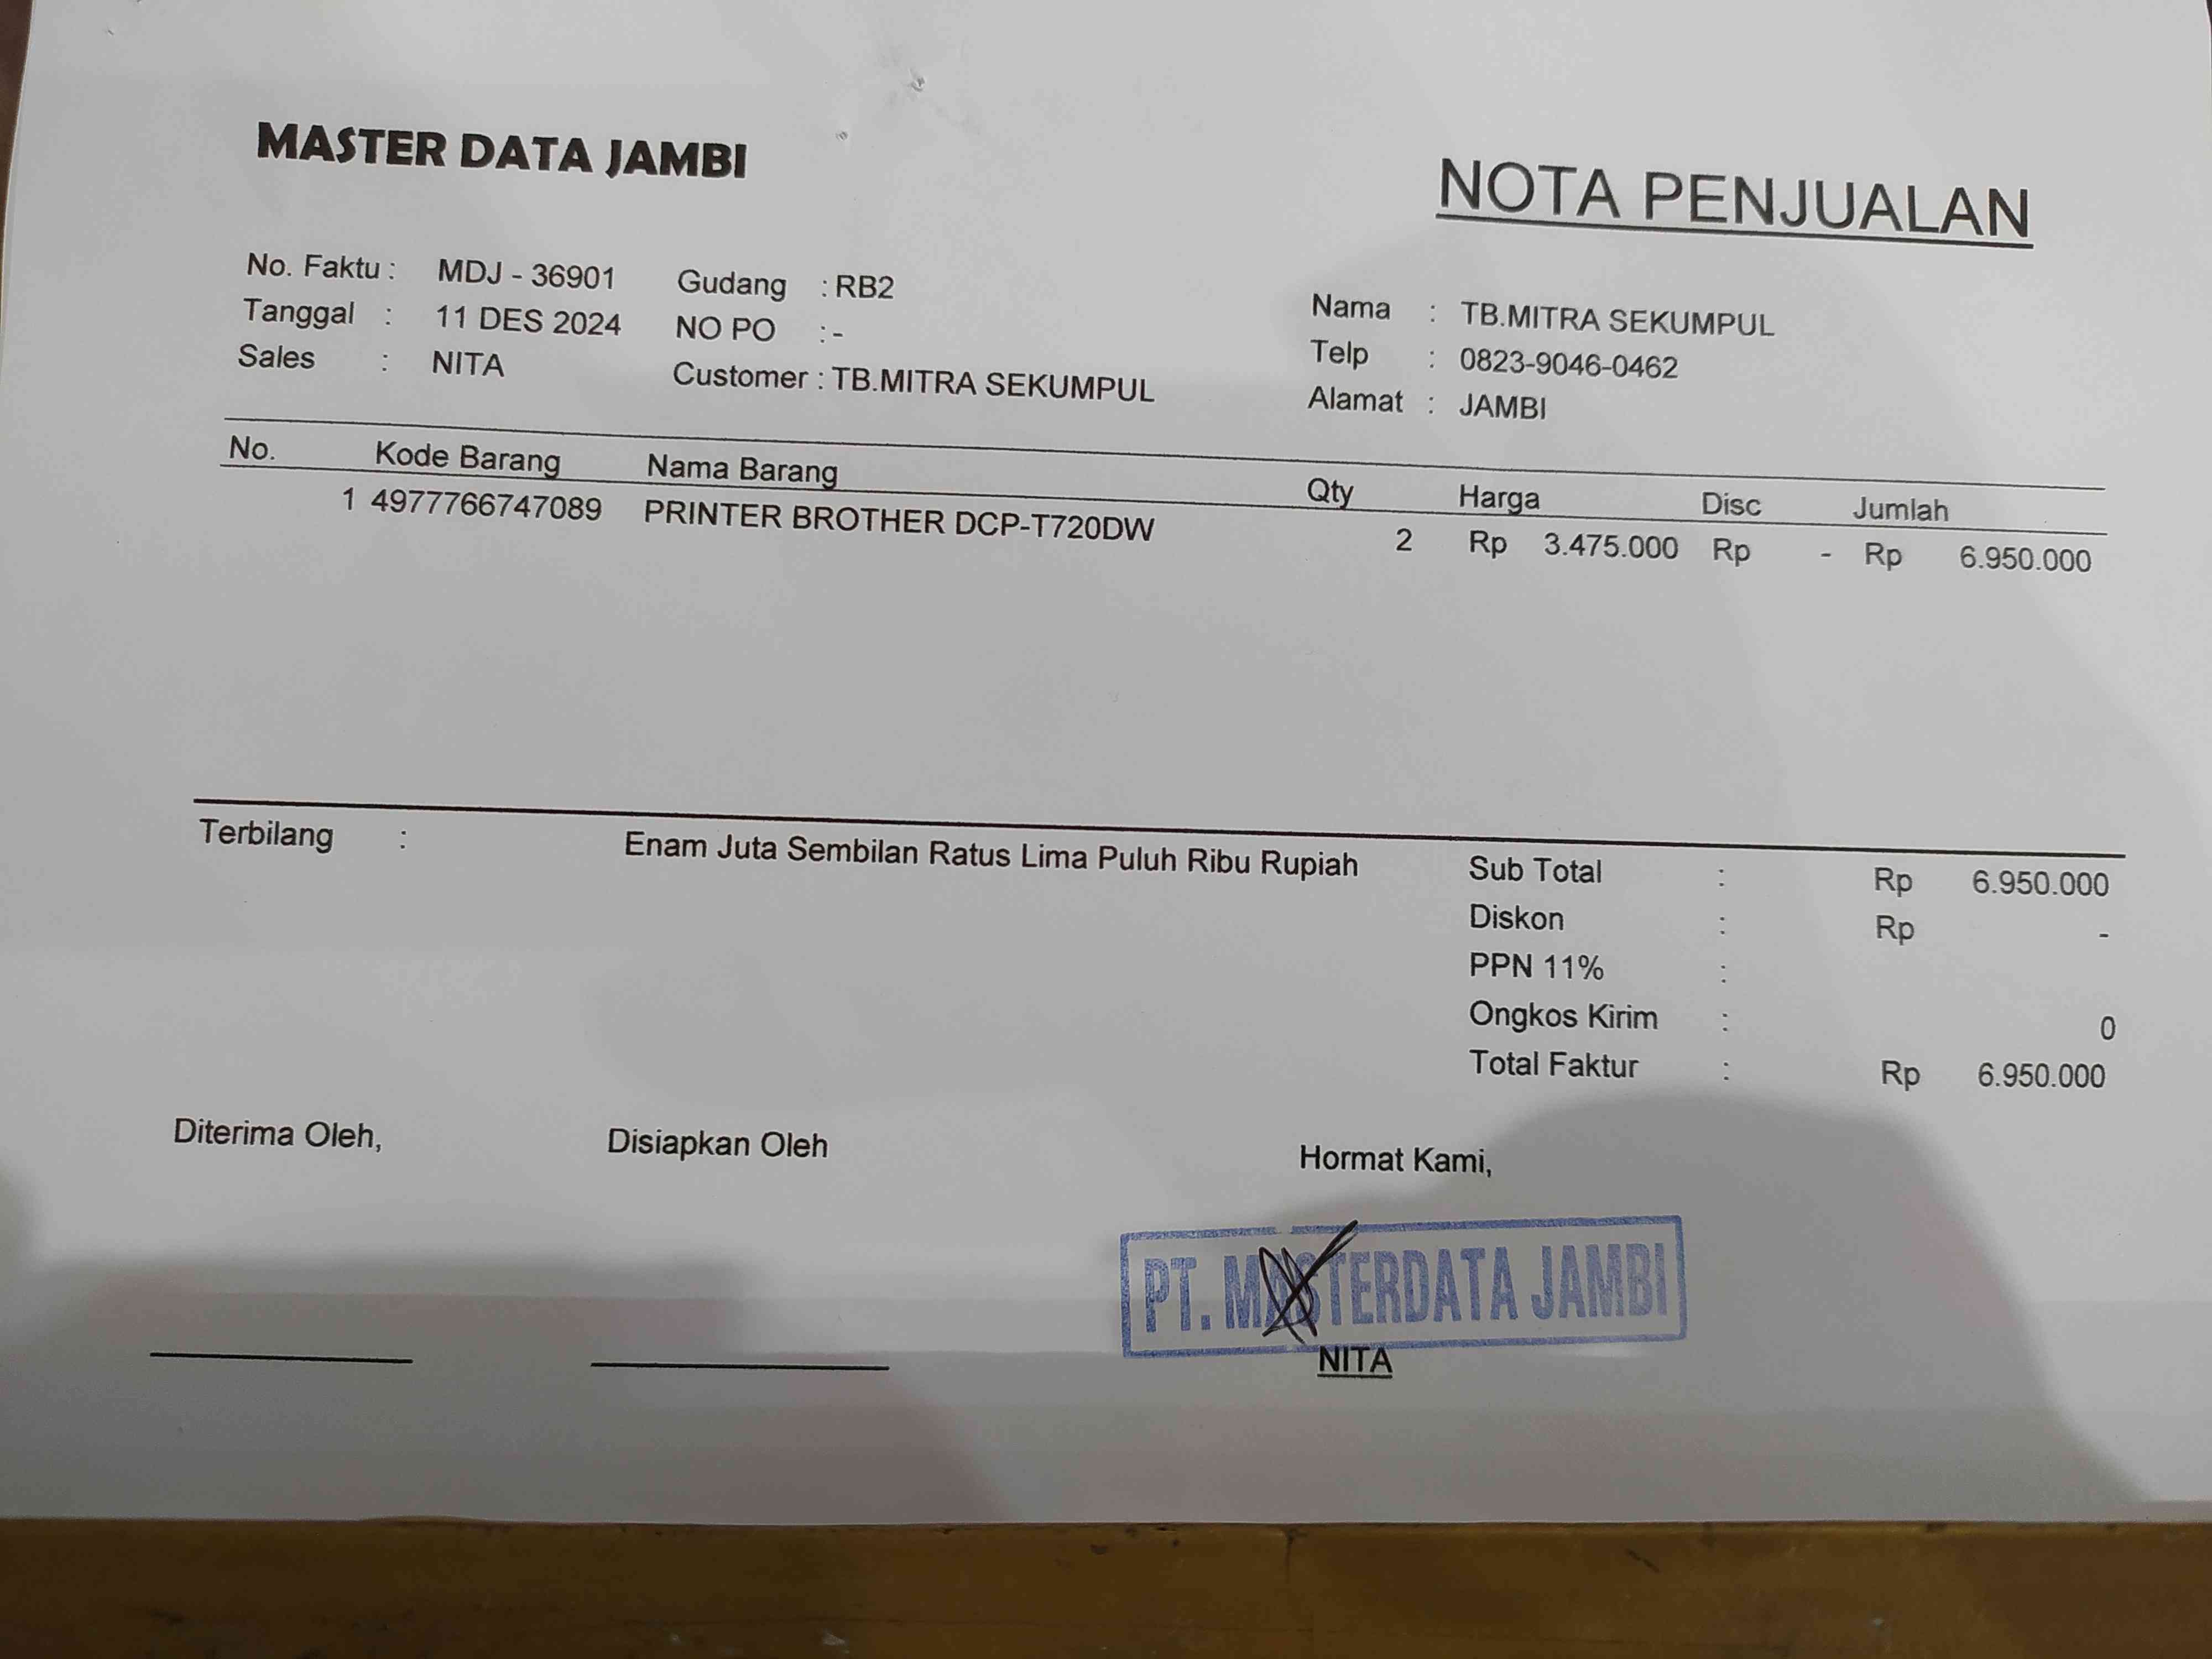 MASTER DATA JAMBI
NOTA PENJUALAN
No. Faktu : MDJ - 36901 Gudang : RB2
Tanggal : 11 DES 2024 NO PO : -
Sales : NITA Customer : TB.MITRA SEKUMPUL
Nama : TB.MITRA SEKUMPUL
Telp : 0823-9046-0462
Alamat : JAMBI
No. Kode Barang Nama Barang Qty Harga Disc Jumlah
1 4977766747089 PRINTER BROTHER DCP-T720DW 2 Rp 3.475.000 Rp - Rp 6.950.000
Terbilang : Enam Juta Sembilan Ratus Lima Puluh Ribu Rupiah
Sub Total : Rp 6.950.000
Diskon : Rp -
PPN 11% :
Ongkos Kirim : 0
Total Faktur : Rp 6.950.000
Diterima Oleh, Disiapkan Oleh Hormat Kami,
PT. MASTERDATA JAMBI
NITA